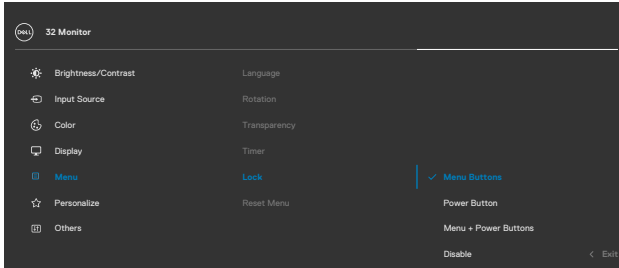 DELL
32 Monitor
Brightness/Contrast
Input Source
Color
Display
Menu
Personalize
Others
Language
Rotation
Transparency
Timer
Lock
Reset Menu
Menu Buttons
Power Button
Menu + Power Buttons
Disable
< Exit